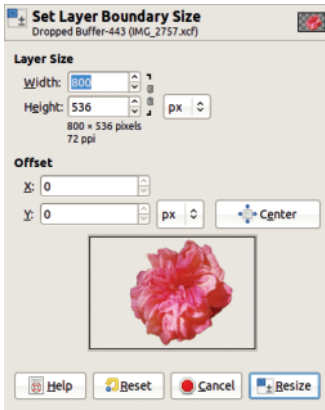 Set Layer Boundary Size
Dropped Buffer-443 (IMG_2757.xcf)
Layer Size
Width: 800
Height: 536 px
800 × 536 pixels
72 ppi
Offset
X: 0
Y: 0 px Center
Help Reset Cancel Resize